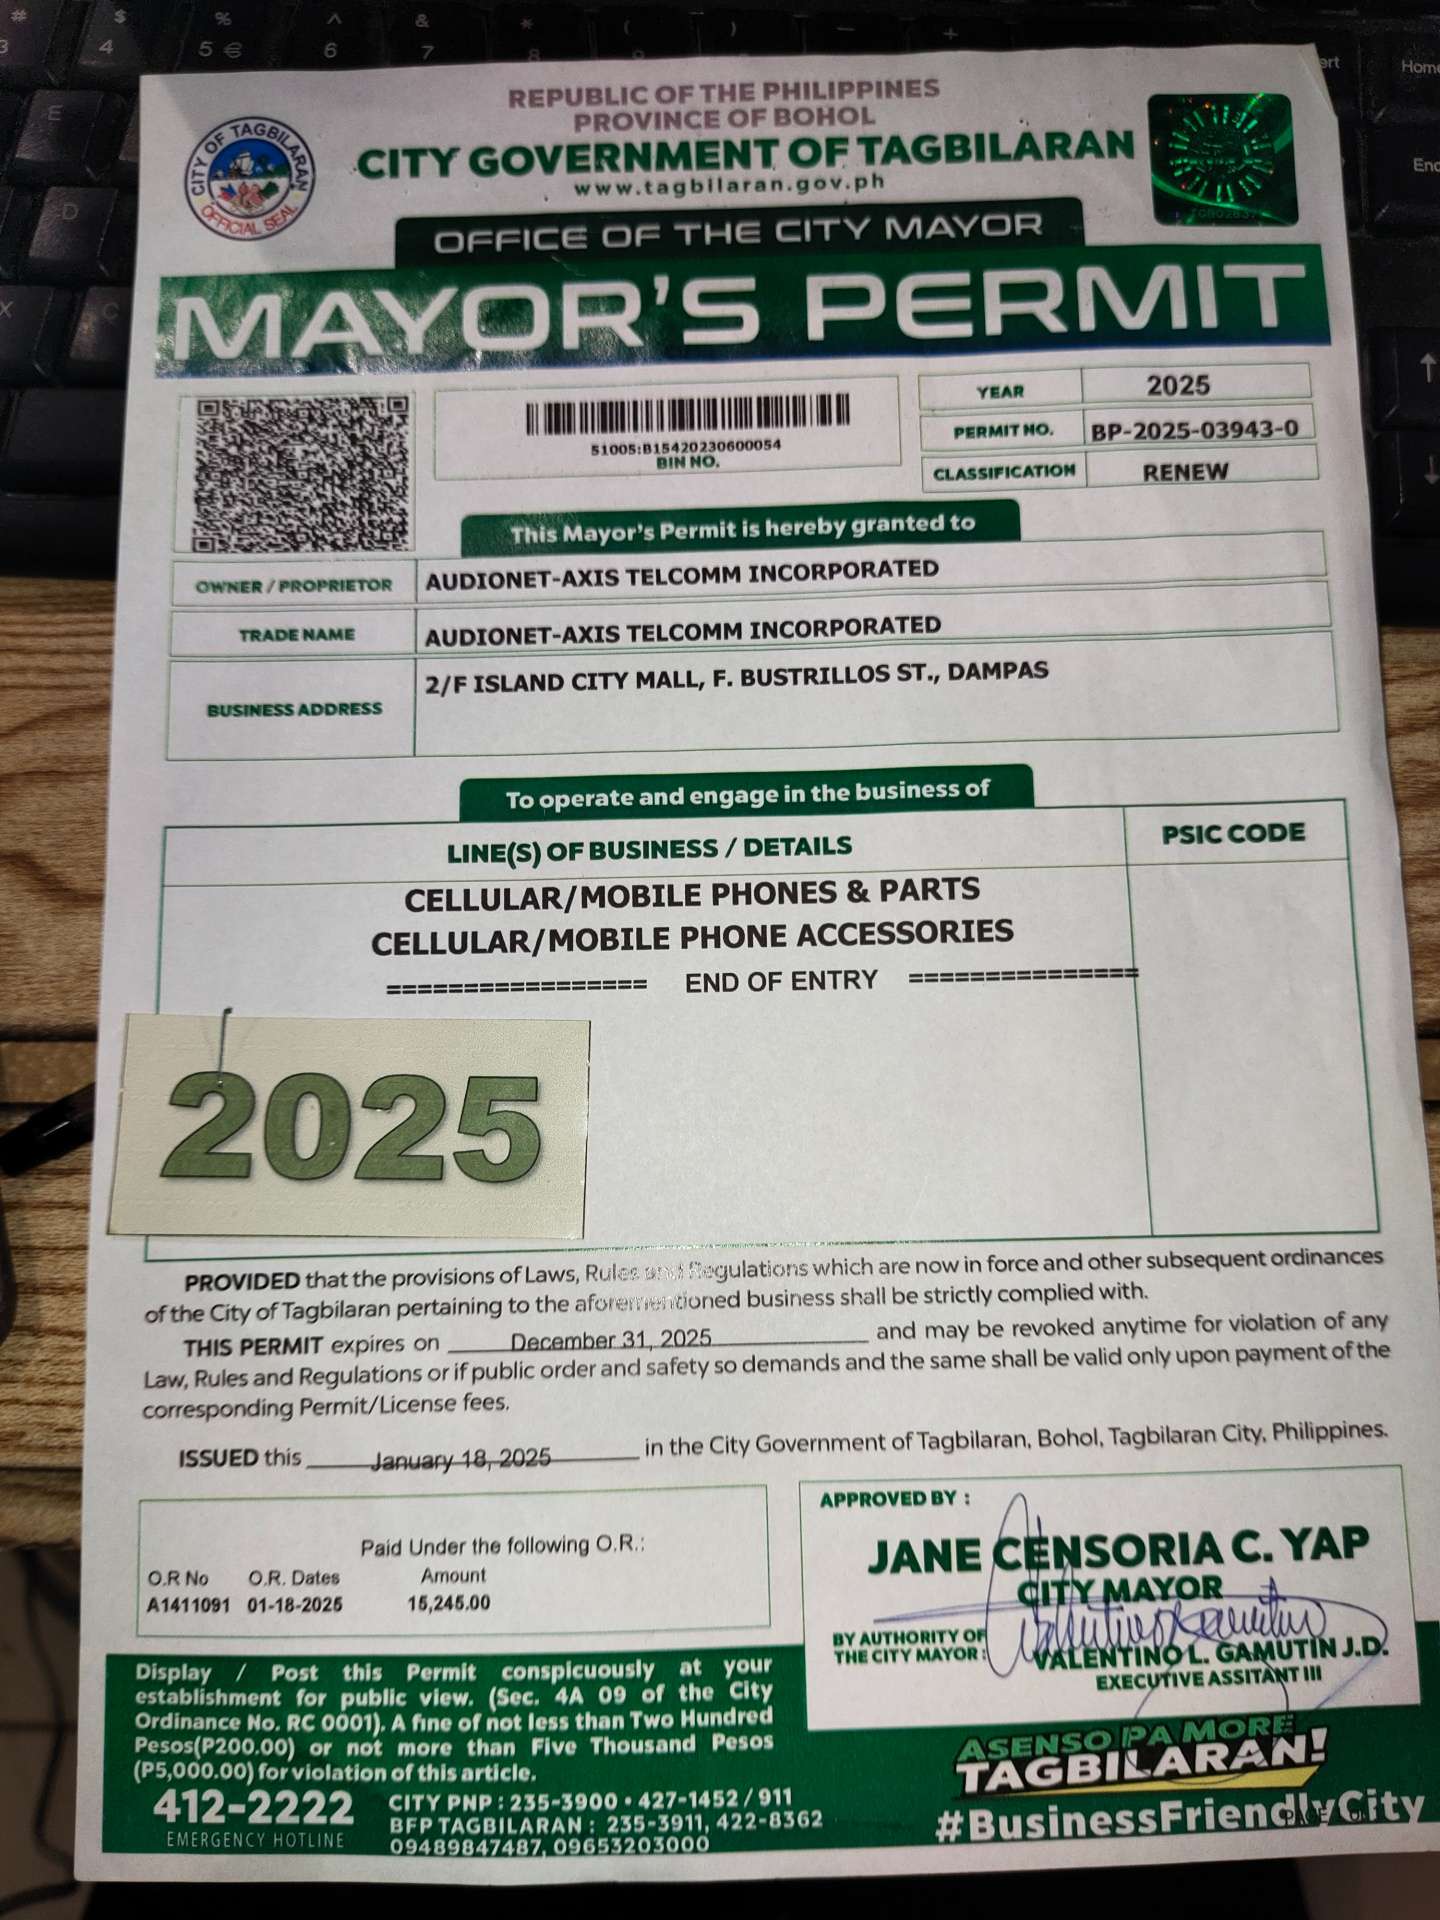 REPUBLIC OF THE PHILIPPINES
PROVINCE OF BOHOL
CITY GOVERNMENT OF TAGBILARAN
www.tagbilaran.gov.ph
CITY OF TAGBILARAN
OFFICIAL SEAL
OFFICE OF THE CITY MAYOR
MAYOR'S PERMIT
51005:B15420230600054
BIN NO.
YEAR 2025
PERMIT NO. BP-2025-03943-0
CLASSIFICATION RENEW
This Mayor's Permit is hereby granted to
OWNER / PROPRIETOR AUDIONET-AXIS TELCOMM INCORPORATED
TRADE NAME AUDIONET-AXIS TELCOMM INCORPORATED
BUSINESS ADDRESS 2/F ISLAND CITY MALL, F. BUSTRILLOS ST., DAMPAS
To operate and engage in the business of
LINE(S) OF BUSINESS / DETAILS PSIC CODE
CELLULAR/MOBILE PHONES & PARTS
CELLULAR/MOBILE PHONE ACCESSORIES
================= END OF ENTRY ===============
2025
PROVIDED that the provisions of Laws, Rules and Regulations which are now in force and other subsequent ordinances
of the City of Tagbilaran pertaining to the aforementioned business shall be strictly complied with.
THIS PERMIT expires on December 31, 2025 and may be revoked anytime for violation of any
Law, Rules and Regulations or if public order and safety so demands and the same shall be valid only upon payment of the
corresponding Permit/License fees.
ISSUED this January 18, 2025 in the City Government of Tagbilaran, Bohol, Tagbilaran City, Philippines.
Paid Under the following O.R.:
O.R No O.R. Dates Amount
A1411091 01-18-2025 15,245.00
APPROVED BY :
JANE CENSORIA C. YAP
CITY MAYOR
BY AUTHORITY OF
THE CITY MAYOR:
VALENTINO L. GAMUTIN J.D.
EXECUTIVE ASSITANT III
Display / Post this Permit conspicuously at your
establishment for public view. (Sec. 4A 09 of the City
Ordinance No. RC 0001). A fine of not less than Two Hundred
Pesos(P200.00) or not more than Five Thousand Pesos
(P5,000.00) for violation of this article.
412-2222
EMERGENCY HOTLINE
CITY PNP : 235-3900 • 427-1452 / 911
BFP TAGBILARAN : 235-3911, 422-8362
09489847487, 09653203000
ASENSO PA MORE
TAGBILARAN!
#BusinessFriendlyCity